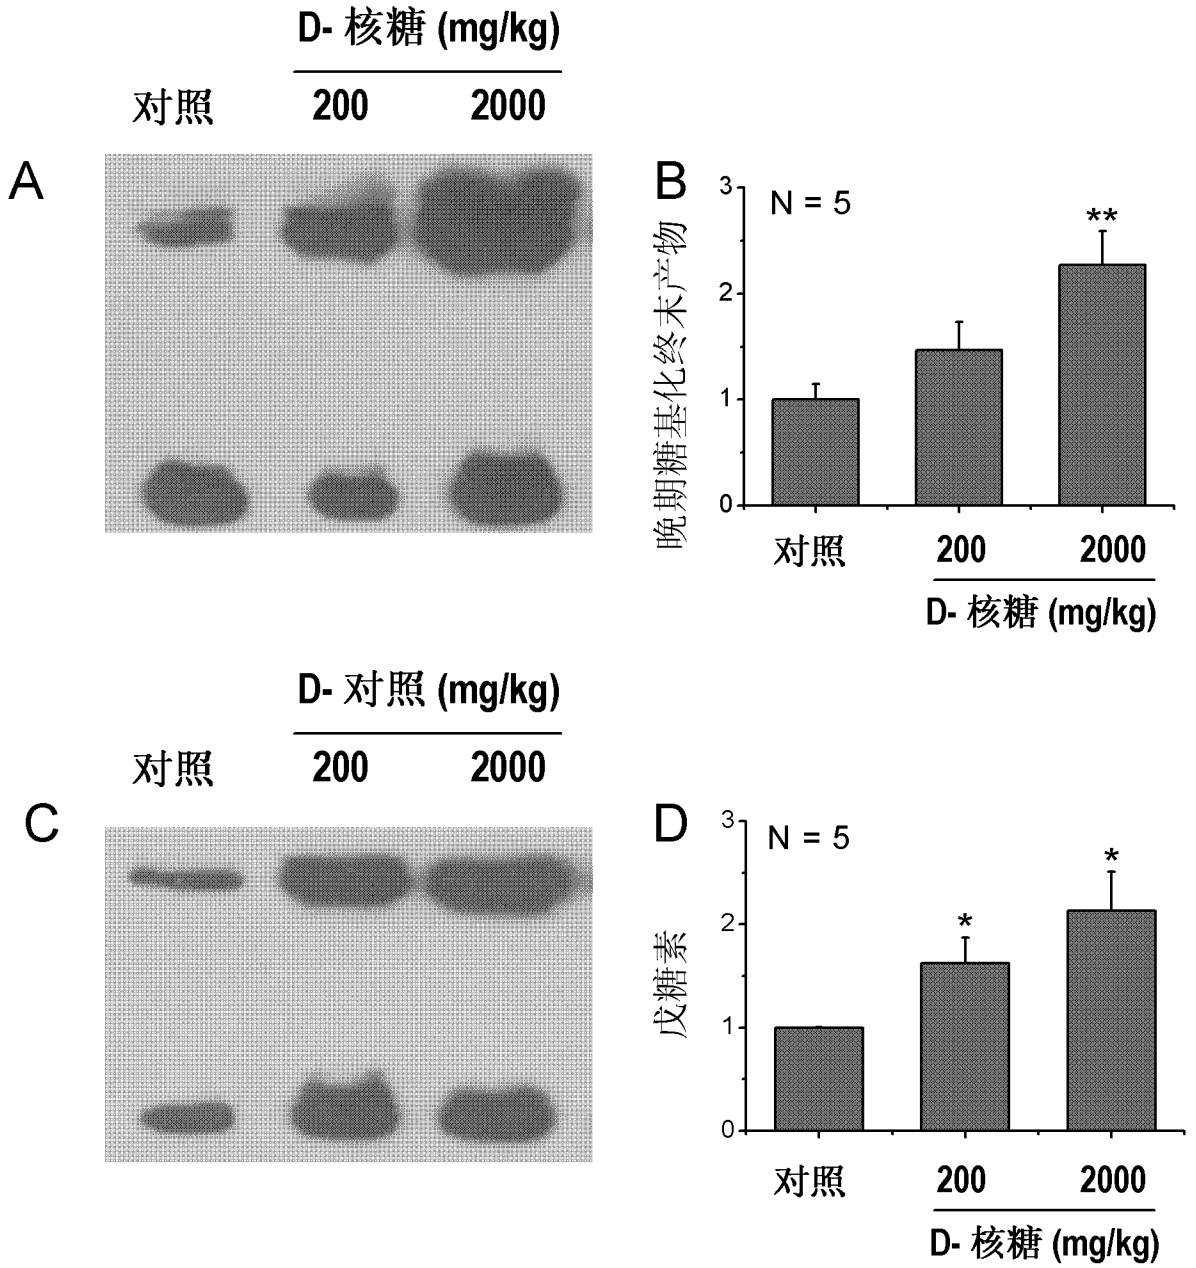 D- 核糖 (mg/kg)
对照 200 2000
A
B
3
2
1
0
N = 5
**
晚期糖基化终末产物
对照 200 2000
D- 核糖 (mg/kg)
D- 对照 (mg/kg)
对照 200 2000
C
D
3
2
1
0
N = 5
*
*
戊糖素
对照 200 2000
D- 核糖 (mg/kg)